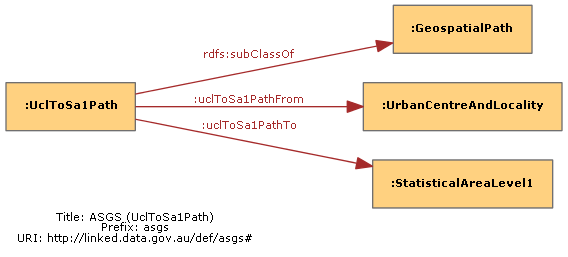 :GeospatialPath
rdfs:subClassOf
:UclToSa1Path
:uclToSa1PathFrom
:UrbanCentreAndLocality
:uclToSa1PathTo
:StatisticalAreaLevel1
Title: ASGS (UclToSa1Path)
Prefix: asgs
URI: http://linked.data.gov.au/def/asgs#